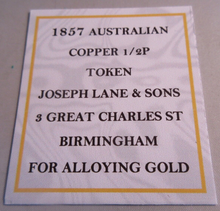 1857 AUSTRALIAN
COPPER 1/2P
TOKEN
JOSEPH LANE & SONS
3 GREAT CHARLES ST
BIRMINGHAM
FOR ALLOYING GOLD